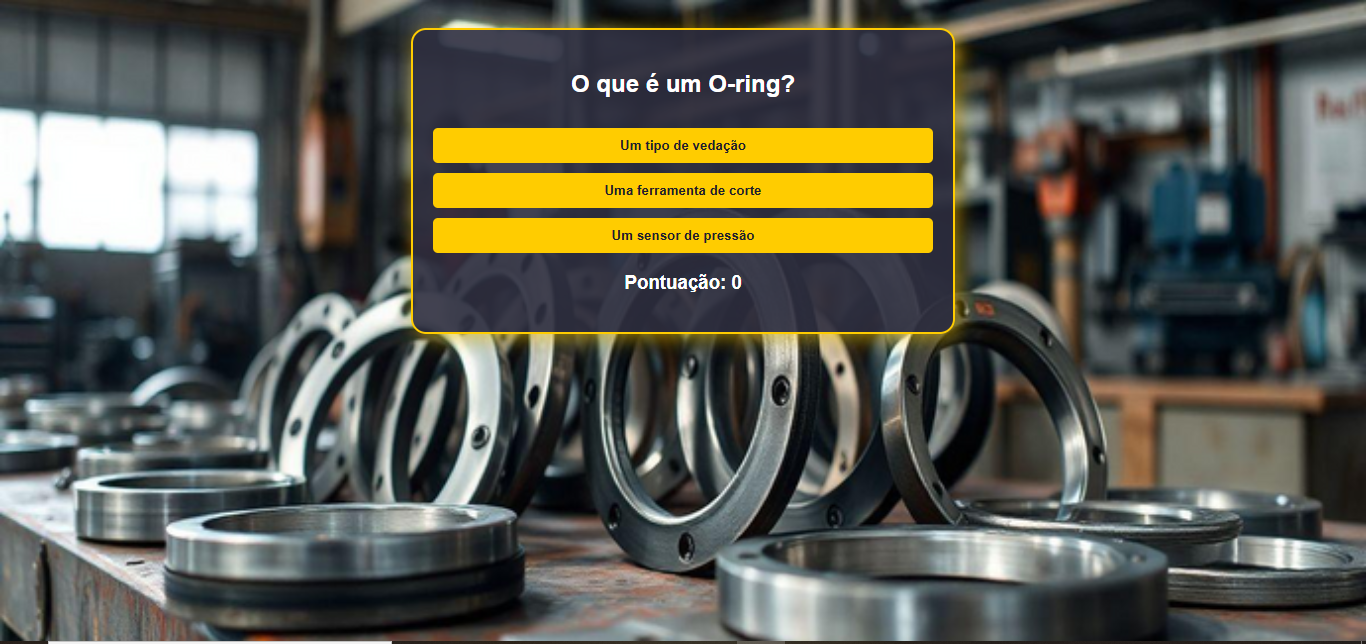 O que é um O-ring?
Um tipo de vedação
Uma ferramenta de corte
Um sensor de pressão
Pontuação: 0